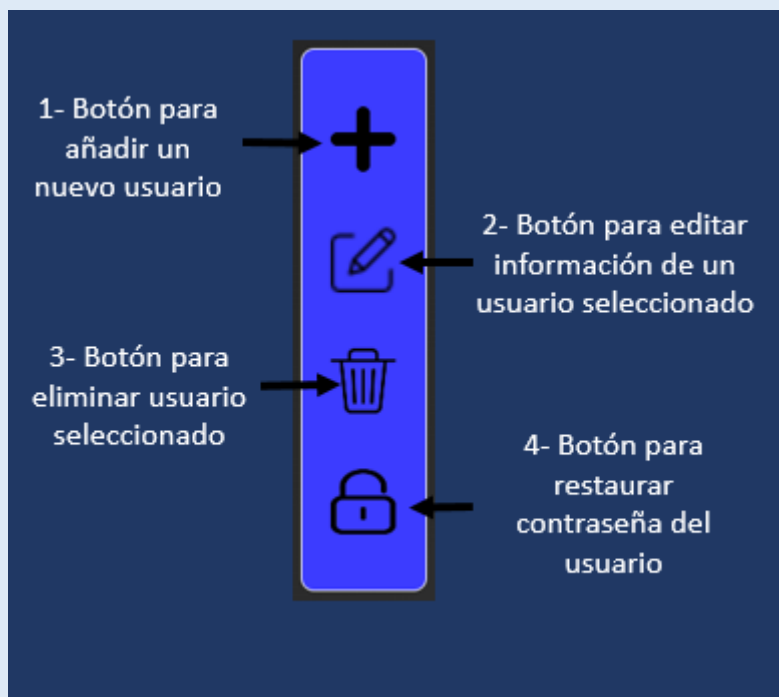 1- Botón para
añadir un
nuevo usuario
2- Botón para editar
información de un
usuario seleccionado
3- Botón para
eliminar usuario
seleccionado
4- Botón para
restaurar
contraseña del
usuario